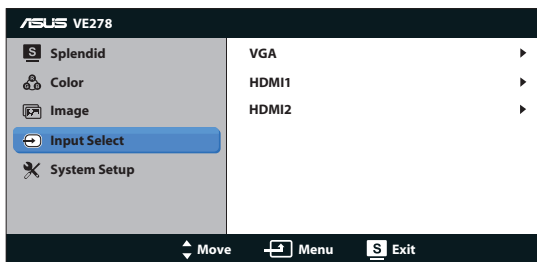 ASUS VE278
S Splendid
Color
Image
Input Select
System Setup
VGA
HDMI1
HDMI2
Move Menu S Exit